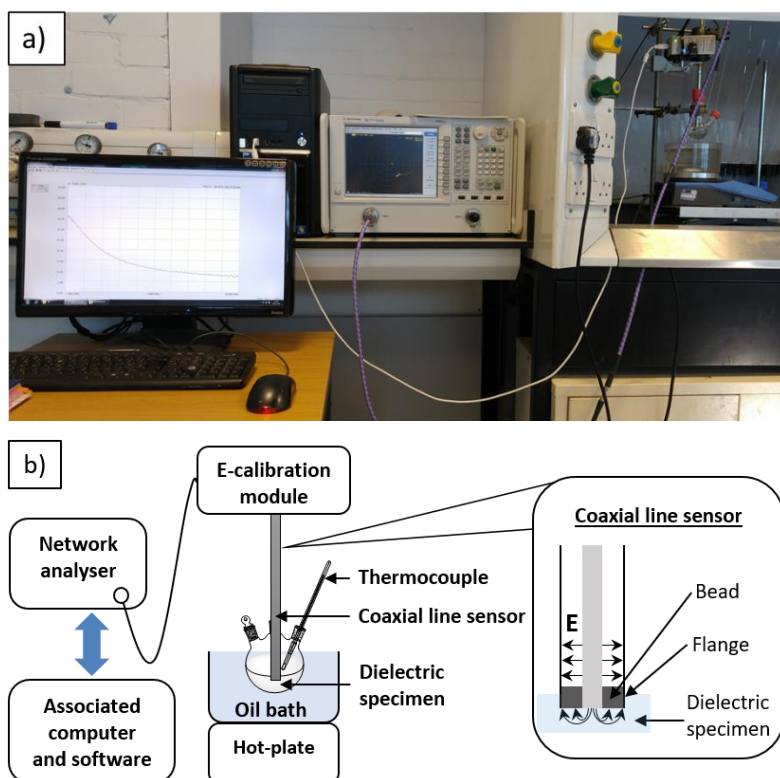 a)
b)
E-calibration
module
Network
analyser
Thermocouple
Coaxial line sensor
Dielectric
specimen
Oil bath
Hot-plate
Associated
computer
and software
Coaxial line sensor
E
Bead
Flange
Dielectric
specimen